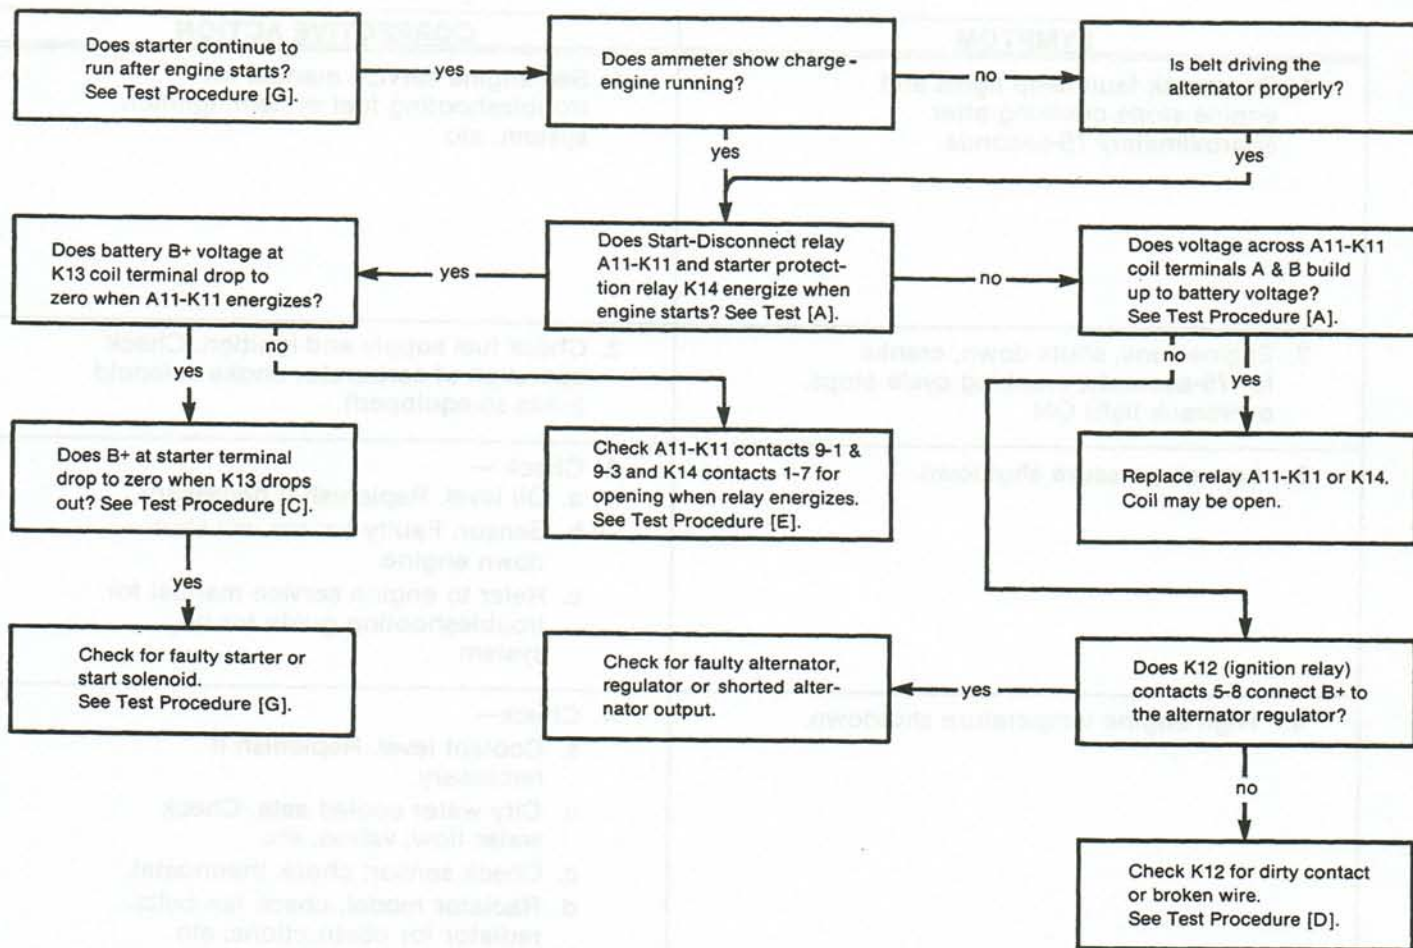 Does starter continue to
run after engine starts?
See Test Procedure [G].
yes
Does ammeter show charge -
engine running?
no
Is belt driving the
alternator properly?
yes
yes
Does battery B+ voltage at
K13 coil terminal drop to
zero when A11-K11 energizes?
yes
Does Start-Disconnect relay
A11-K11 and starter protect-
tion relay K14 energize when
engine starts? See Test [A].
no
Does voltage across A11-K11
coil terminals A & B build
up to battery voltage?
See Test Procedure [A].
no
yes
no
yes
Does B+ at starter terminal
drop to zero when K13 drops
out? See Test Procedure [C].
Check A11-K11 contacts 9-1 &
9-3 and K14 contacts 1-7 for
opening when relay energizes.
See Test Procedure [E].
Replace relay A11-K11 or K14.
Coil may be open.
yes
Check for faulty starter or
start solenoid.
See Test Procedure [G].
Check for faulty alternator,
regulator or shorted alter-
nator output.
yes
Does K12 (ignition relay)
contacts 5-8 connect B+ to
the alternator regulator?
no
Check K12 for dirty contact
or broken wire.
See Test Procedure [D].